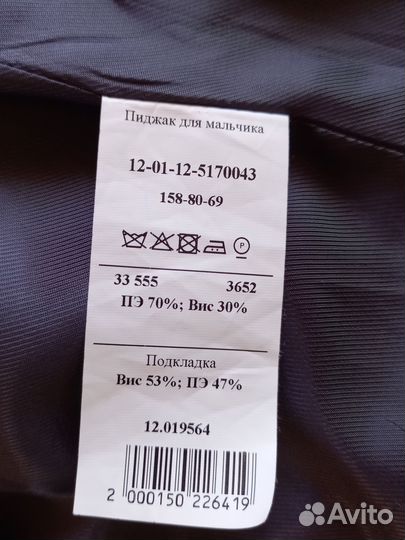 Пиджак для мальчика
12-01-12-5170043
158-80-69
P
33 555 3652
ПЭ 70%; Вис 30%
Подкладка
Вис 53%; ПЭ 47%
12.019564
2 000150 226419
Avito